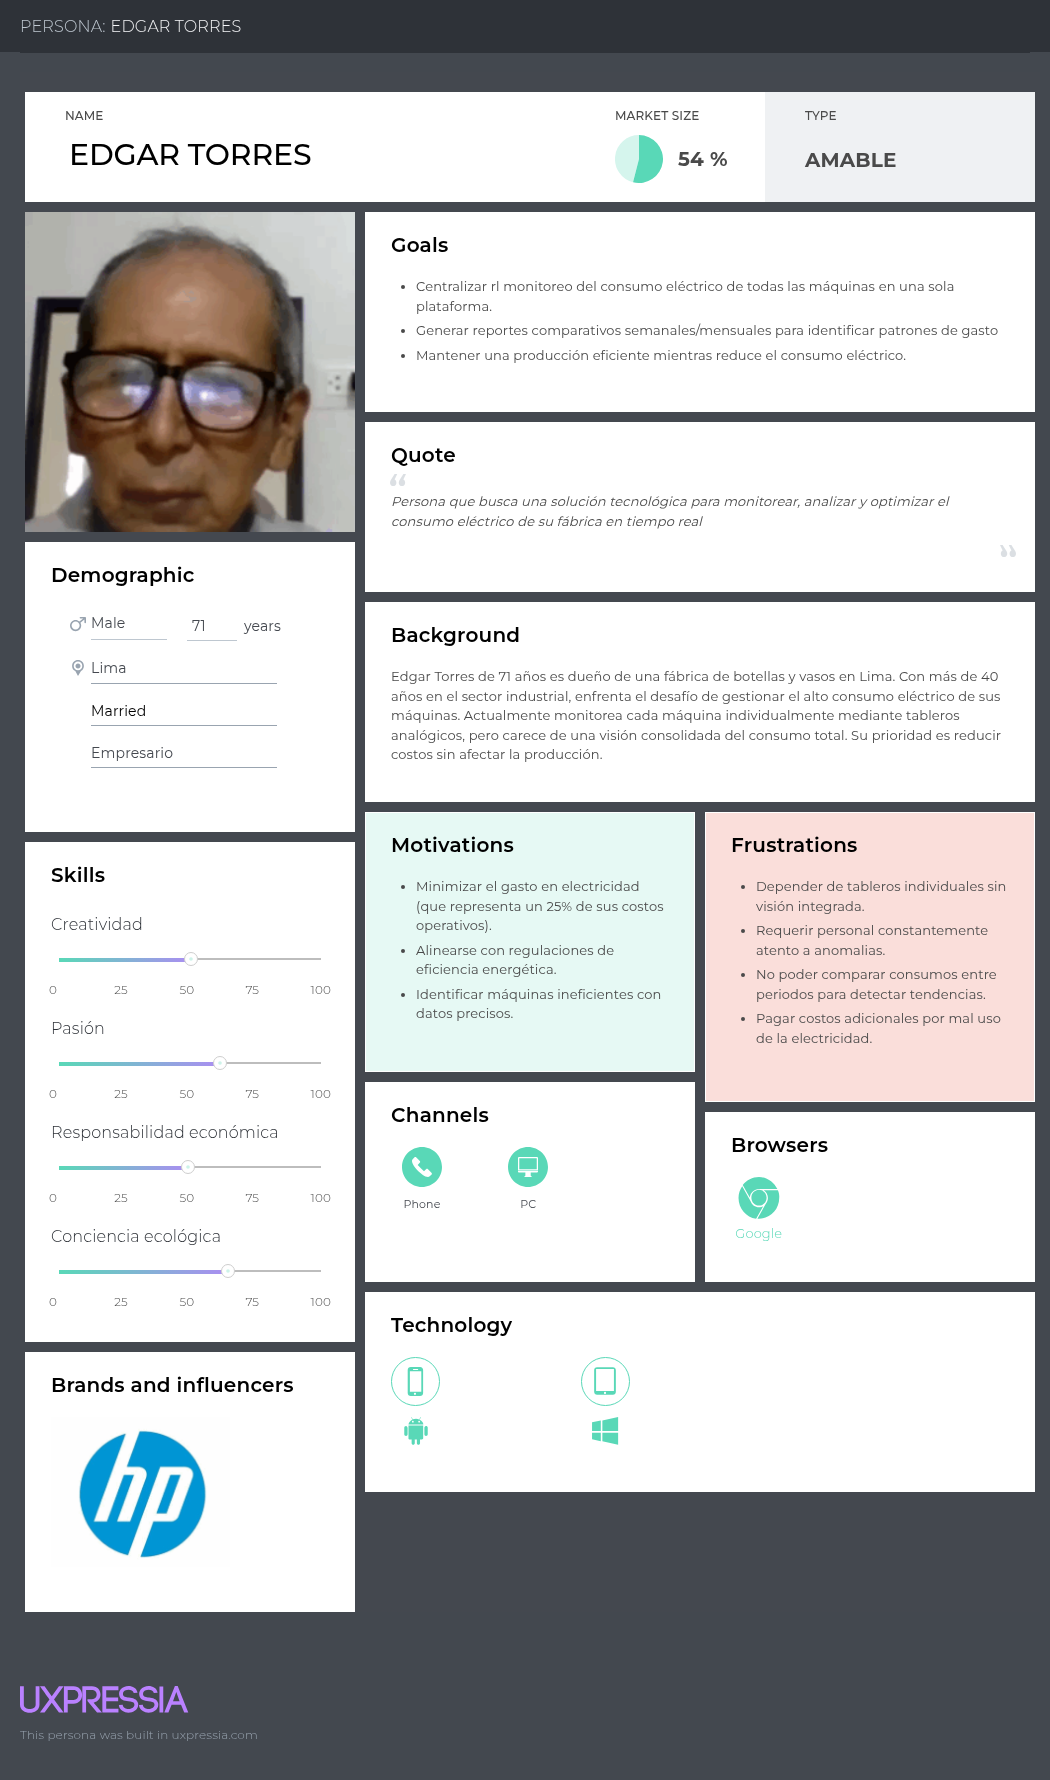 PERSONA: EDGAR TORRES
NAME
EDGAR TORRES
MARKET SIZE
54 %
TYPE
AMABLE
Goals
• Centralizar rl monitoreo del consumo eléctrico de todas las máquinas en una sola
plataforma.
• Generar reportes comparativos semanales/mensuales para identificar patrones de gasto
• Mantener una producción eficiente mientras reduce el consumo eléctrico.
Quote
“
Persona que busca una solución tecnológica para monitorear, analizar y optimizar el
consumo eléctrico de su fábrica en tiempo real
”
Demographic
Male 71 years
Lima
Married
Empresario
Background
Edgar Torres de 71 años es dueño de una fábrica de botellas y vasos en Lima. Con más de 40
años en el sector industrial, enfrenta el desafío de gestionar el alto consumo eléctrico de sus
máquinas. Actualmente monitorea cada máquina individualmente mediante tableros
analógicos, pero carece de una visión consolidada del consumo total. Su prioridad es reducir
costos sin afectar la producción.
Skills
Creatividad
0 25 50 75 100
Pasión
0 25 50 75 100
Responsabilidad económica
0 25 50 75 100
Conciencia ecológica
0 25 50 75 100
Motivations
• Minimizar el gasto en electricidad
(que representa un 25% de sus costos
operativos).
• Alinearse con regulaciones de
eficiencia energética.
• Identificar máquinas ineficientes con
datos precisos.
Frustrations
• Depender de tableros individuales sin
visión integrada.
• Requerir personal constantemente
atento a anomalias.
• No poder comparar consumos entre
periodos para detectar tendencias.
• Pagar costos adicionales por mal uso
de la electricidad.
Channels
Phone PC
Browsers
Google
Technology
Brands and influencers
hp
UXPRESSIA
This persona was built in uxpressia.com